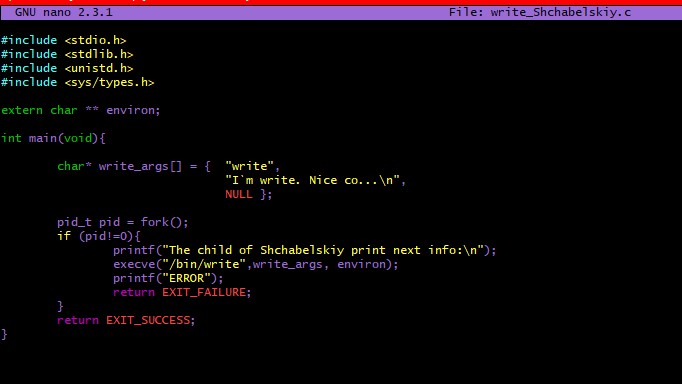 GNU nano 2.3.1 File: write_Shchabelskiy.c
#include <stdio.h>
#include <stdlib.h>
#include <unistd.h>
#include <sys/types.h>
extern char ** environ;
int main(void){
char* write_args[] = { "write",
"I`m write. Nice co...\n",
NULL };
pid_t pid = fork();
if (pid!=0){
printf("The child of Shchabelskiy print next info:\n");
execve("/bin/write",write_args, environ);
printf("ERROR");
return EXIT_FAILURE;
}
return EXIT_SUCCESS;
}